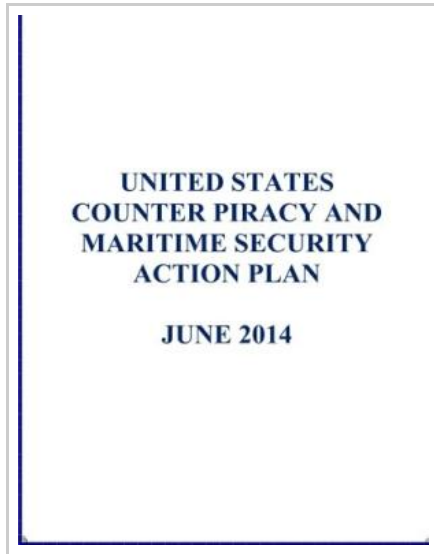 UNITED STATES
COUNTER PIRACY AND
MARITIME SECURITY
ACTION PLAN
JUNE 2014